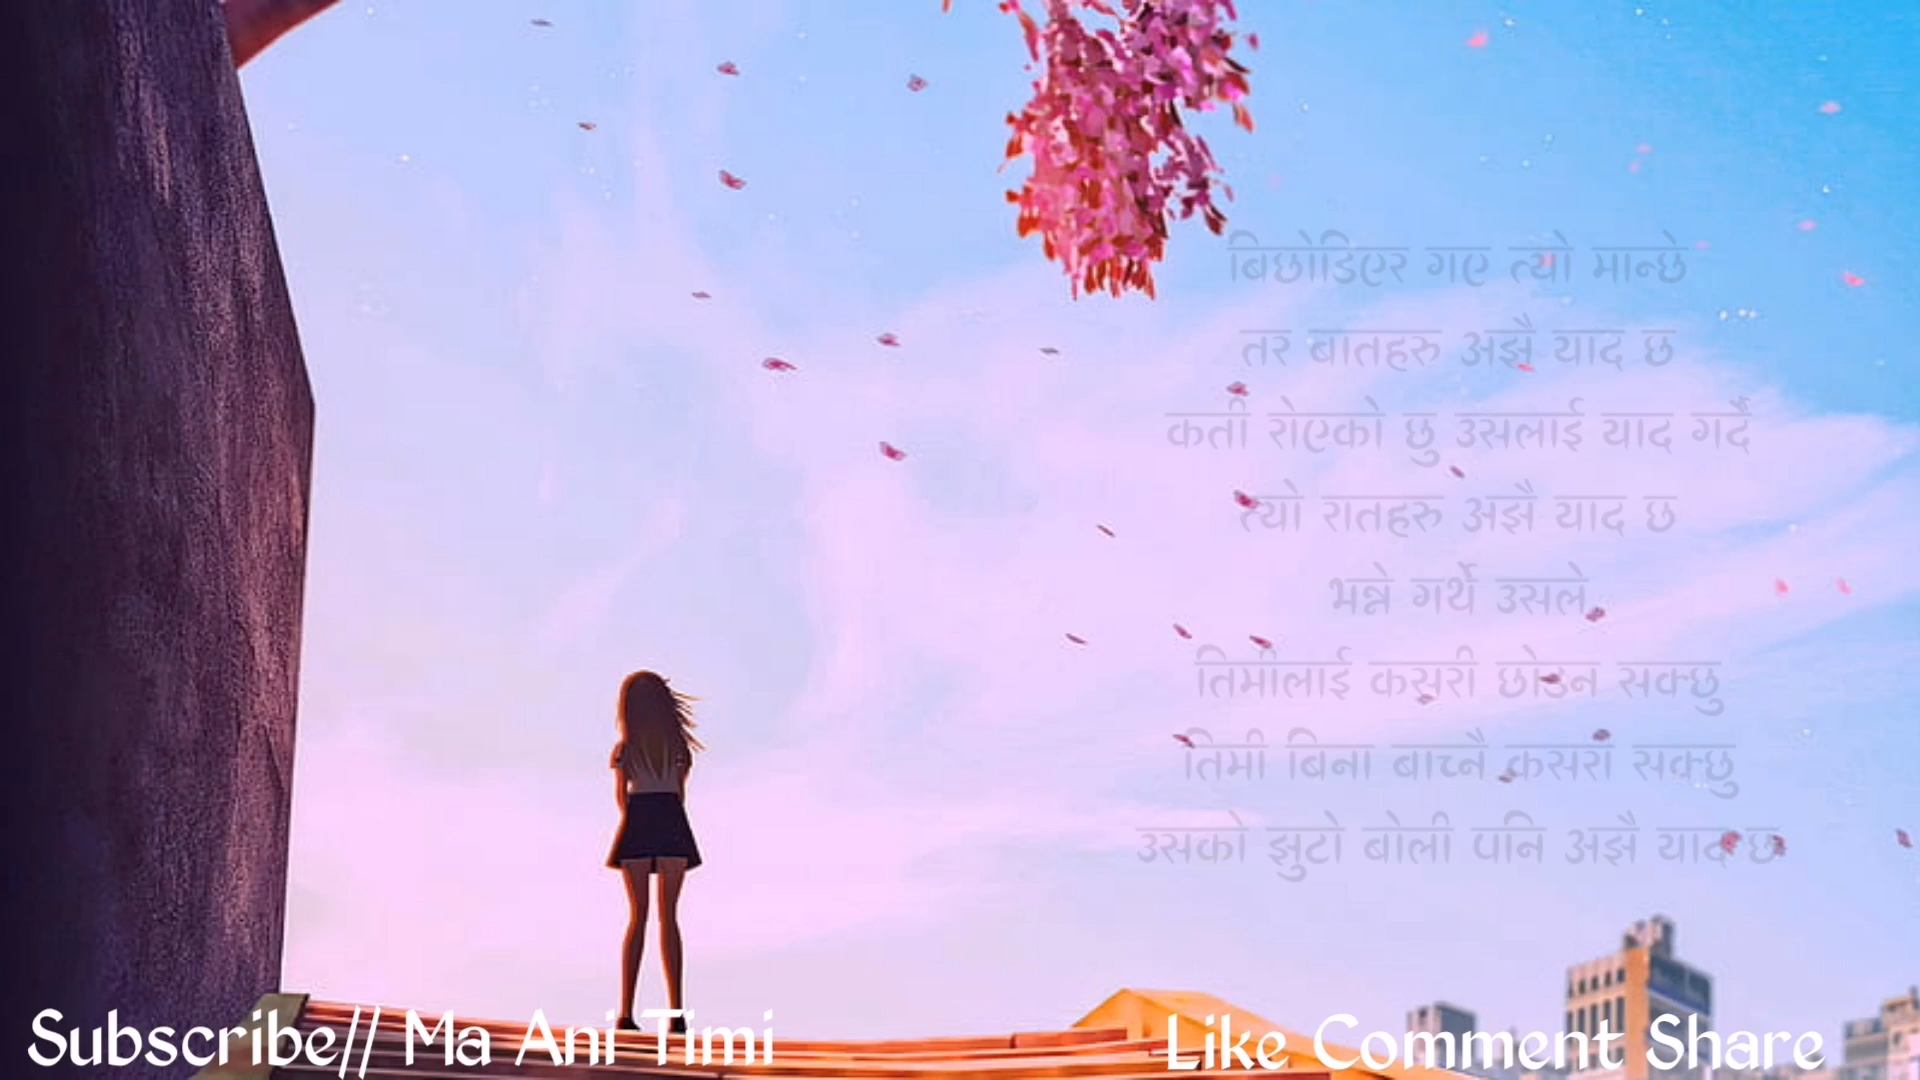 बिछोडिएर गए त्यो मान्छे
तर बातहरु अझै याद छ
कती रोएको छु उसलाई याद गर्दै
त्यो रातहरु अझै याद छ
भन्ने गर्थे उसले
तिमीलाई कसरी छोडन सक्छु
तिमी बिना बाच्नै कसरी सक्छु
उसको झुटो बोली पनि अझै याद छ
Subscribe// Ma Ani Timi
Like Comment Share